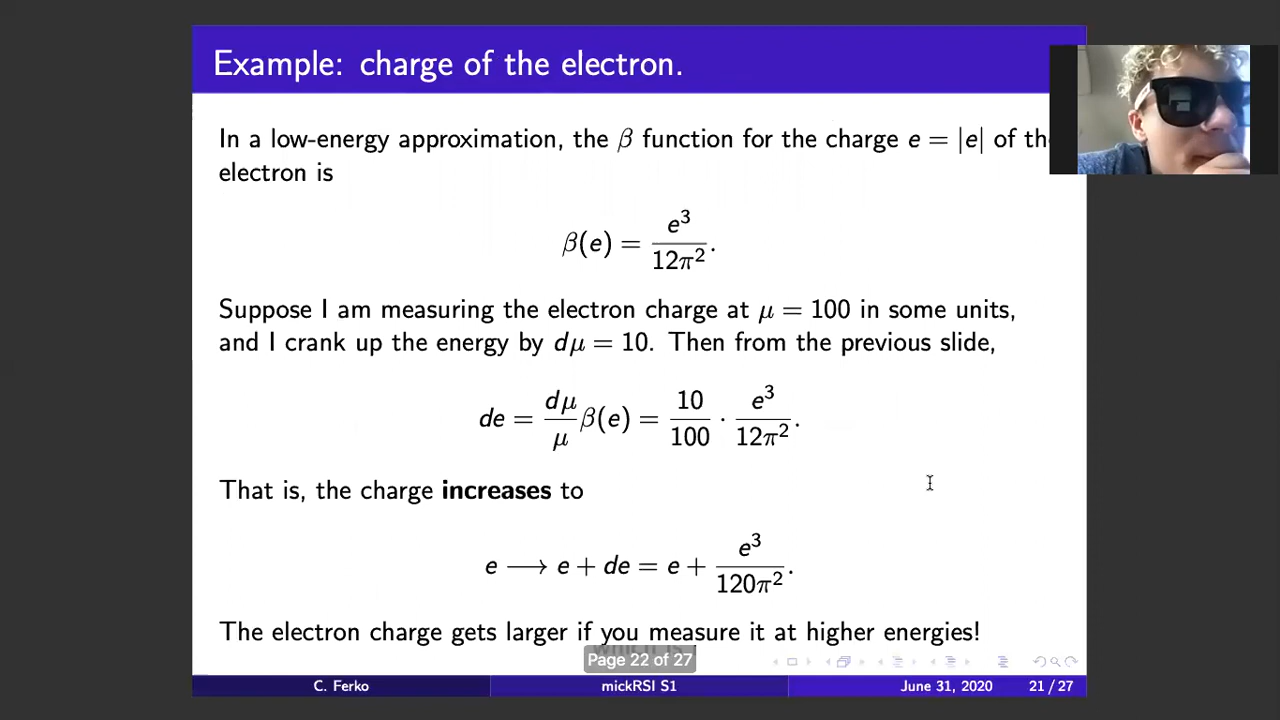 Example: charge of the electron.
In a low-energy approximation, the β function for the charge e = |e| of the
electron is
β(e) = e³/12π².
Suppose I am measuring the electron charge at μ = 100 in some units,
and I crank up the energy by dμ = 10. Then from the previous slide,
de = dμ/μ β(e) = 10/100 · e³/12π².
That is, the charge increases to
e ⟶ e + de = e + e³/120π².
The electron charge gets larger if you measure it at higher energies!
Page 22 of 27
C. Ferko mickRSI S1 June 31, 2020 21 / 27